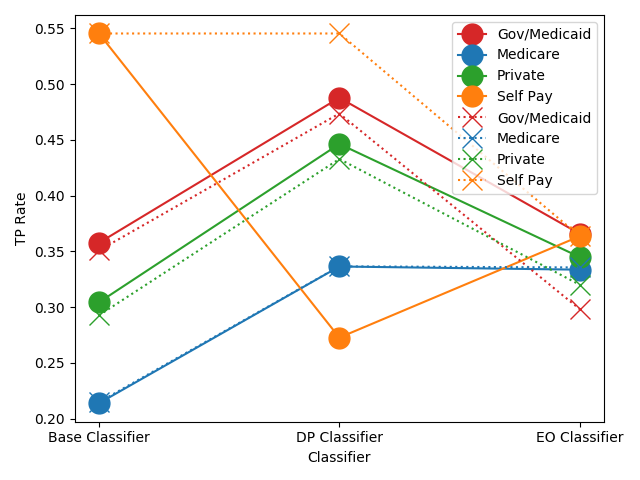 0.55
0.50
0.45
0.40
0.35
0.30
0.25
0.20
TP Rate
Gov/Medicaid
Medicare
Private
Self Pay
Gov/Medicaid
Medicare
Private
Self Pay
Base Classifier
DP Classifier
EO Classifier
Classifier